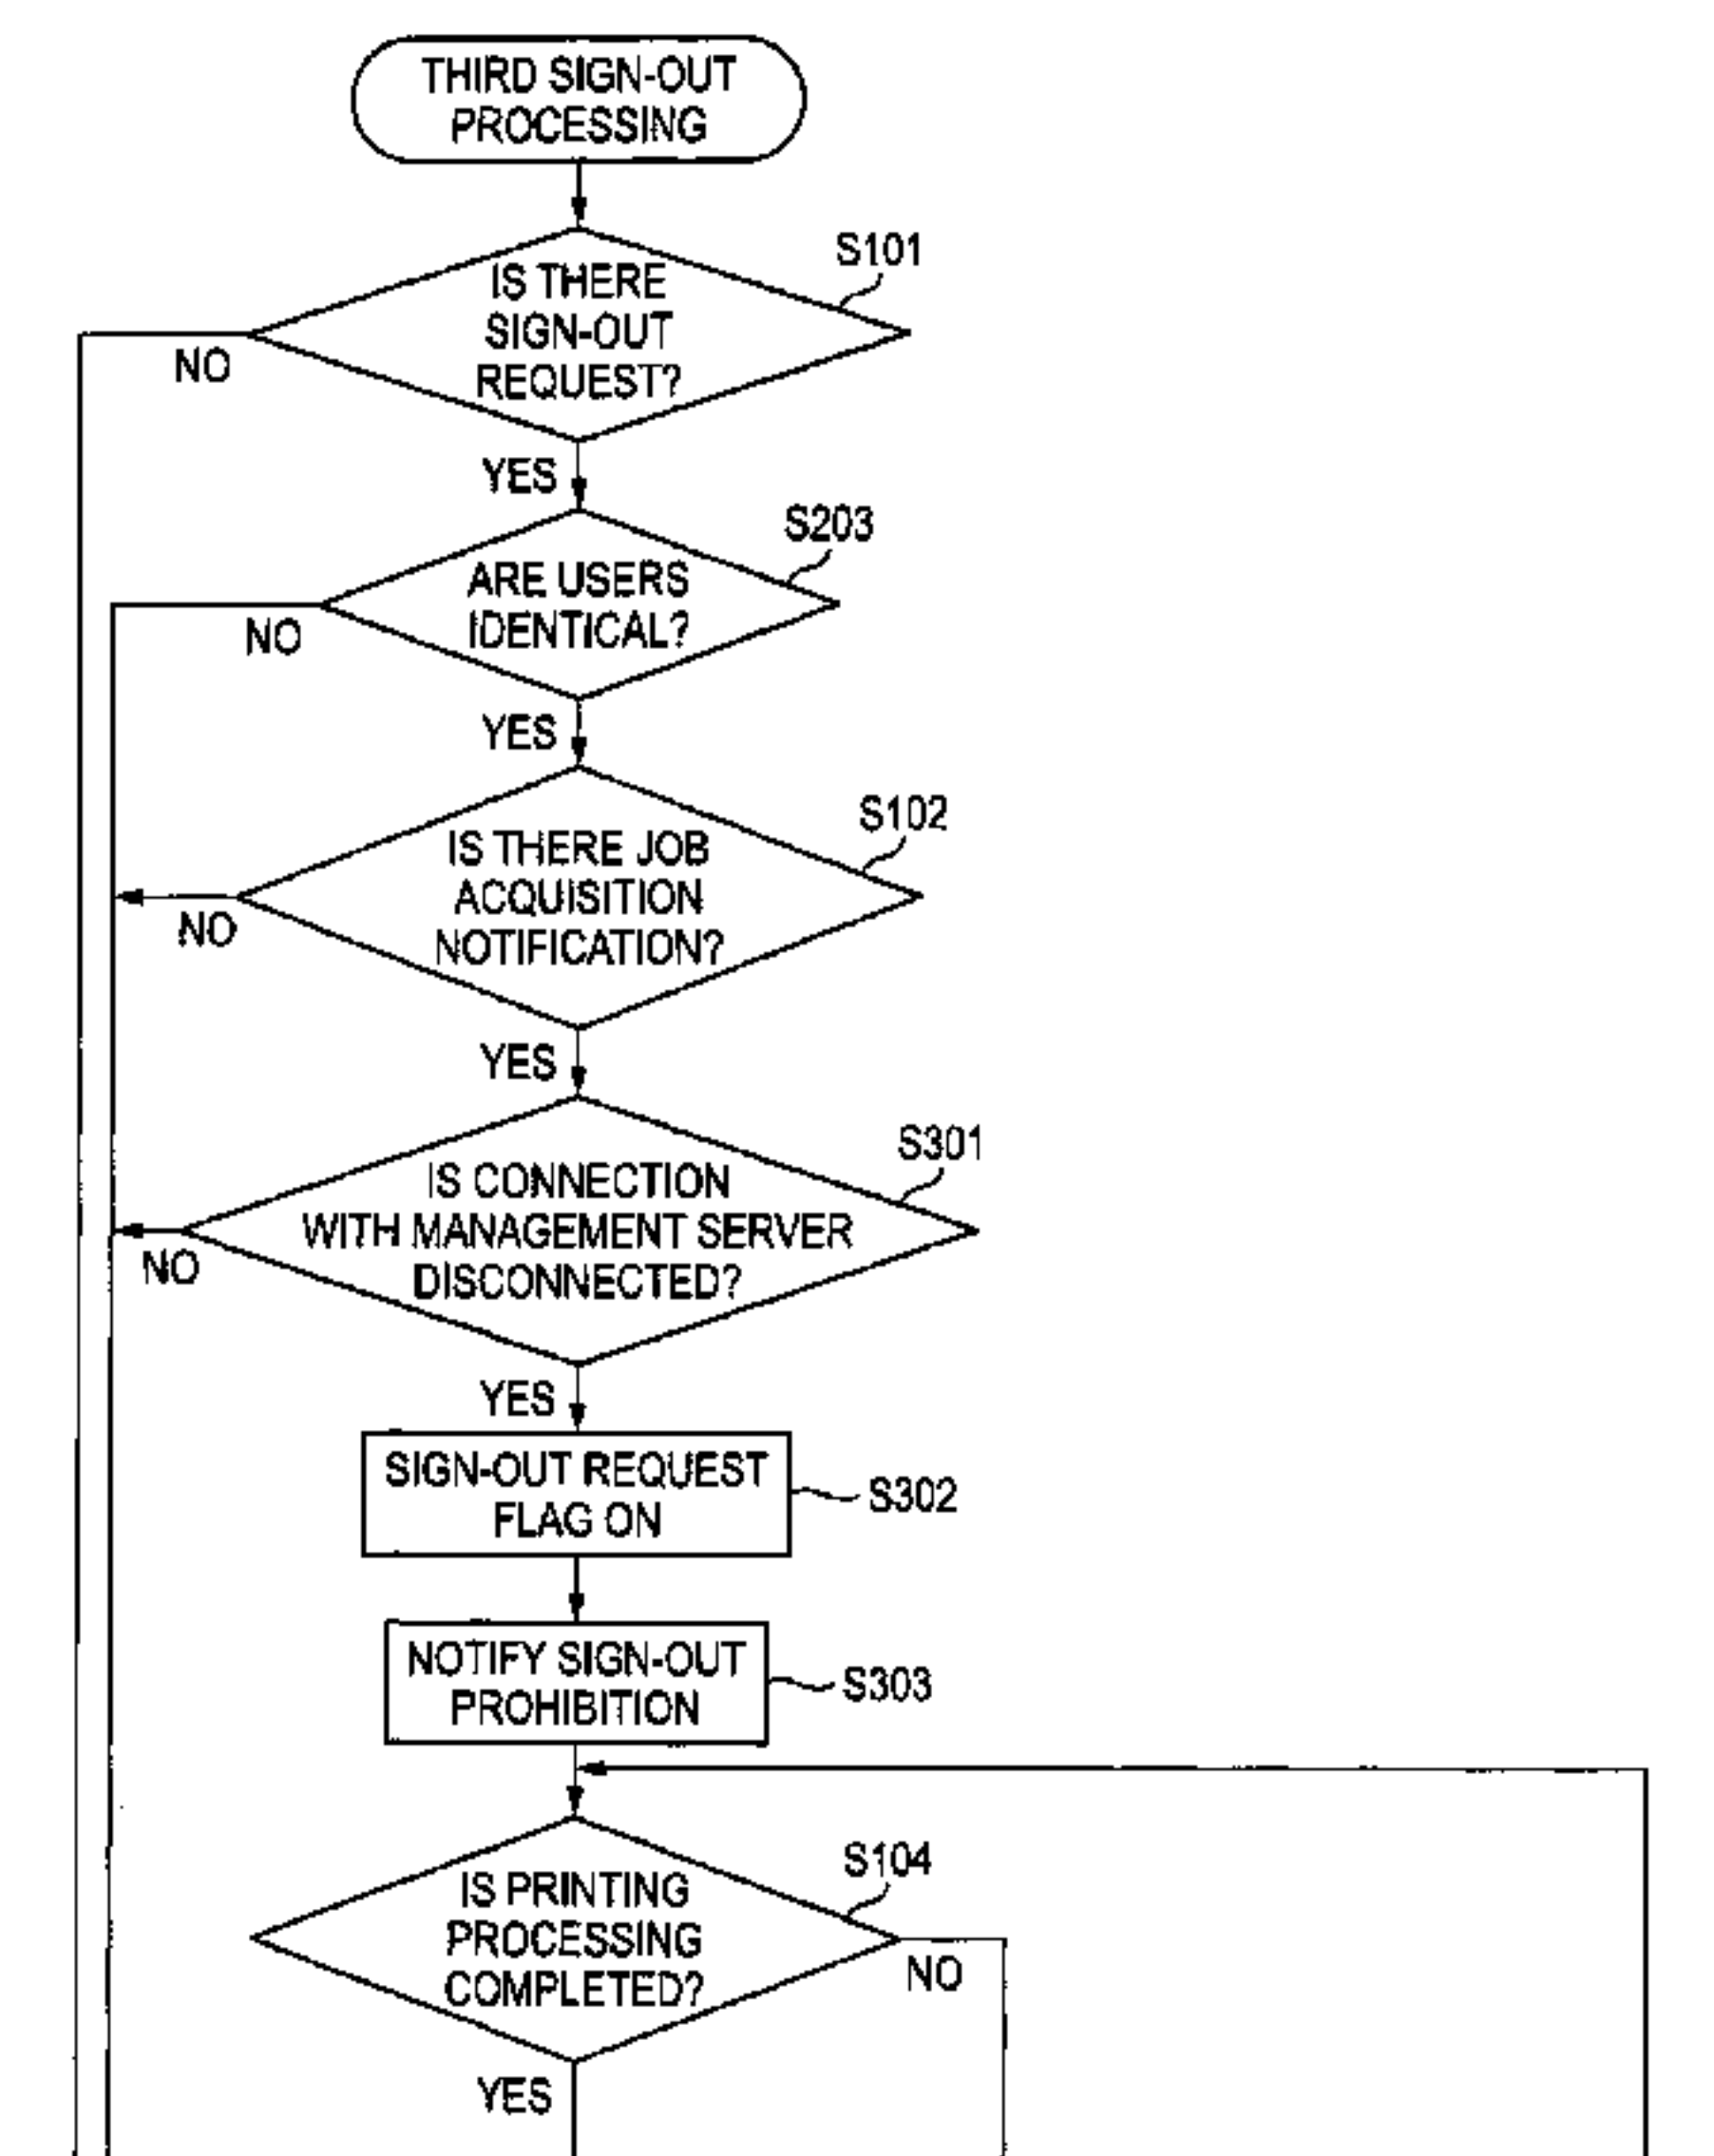 THIRD SIGN-OUT
PROCESSING
S101
IS THERE
SIGN-OUT
REQUEST?
NO
YES
S203
ARE USERS
IDENTICAL?
NO
YES
S102
IS THERE JOB
ACQUISITION
NOTIFICATION?
NO
YES
S301
IS CONNECTION
WITH MANAGEMENT SERVER
DISCONNECTED?
NO
YES
SIGN-OUT REQUEST
FLAG ON
S302
NOTIFY SIGN-OUT
PROHIBITION
S303
S104
IS PRINTING
PROCESSING
COMPLETED?
NO
YES